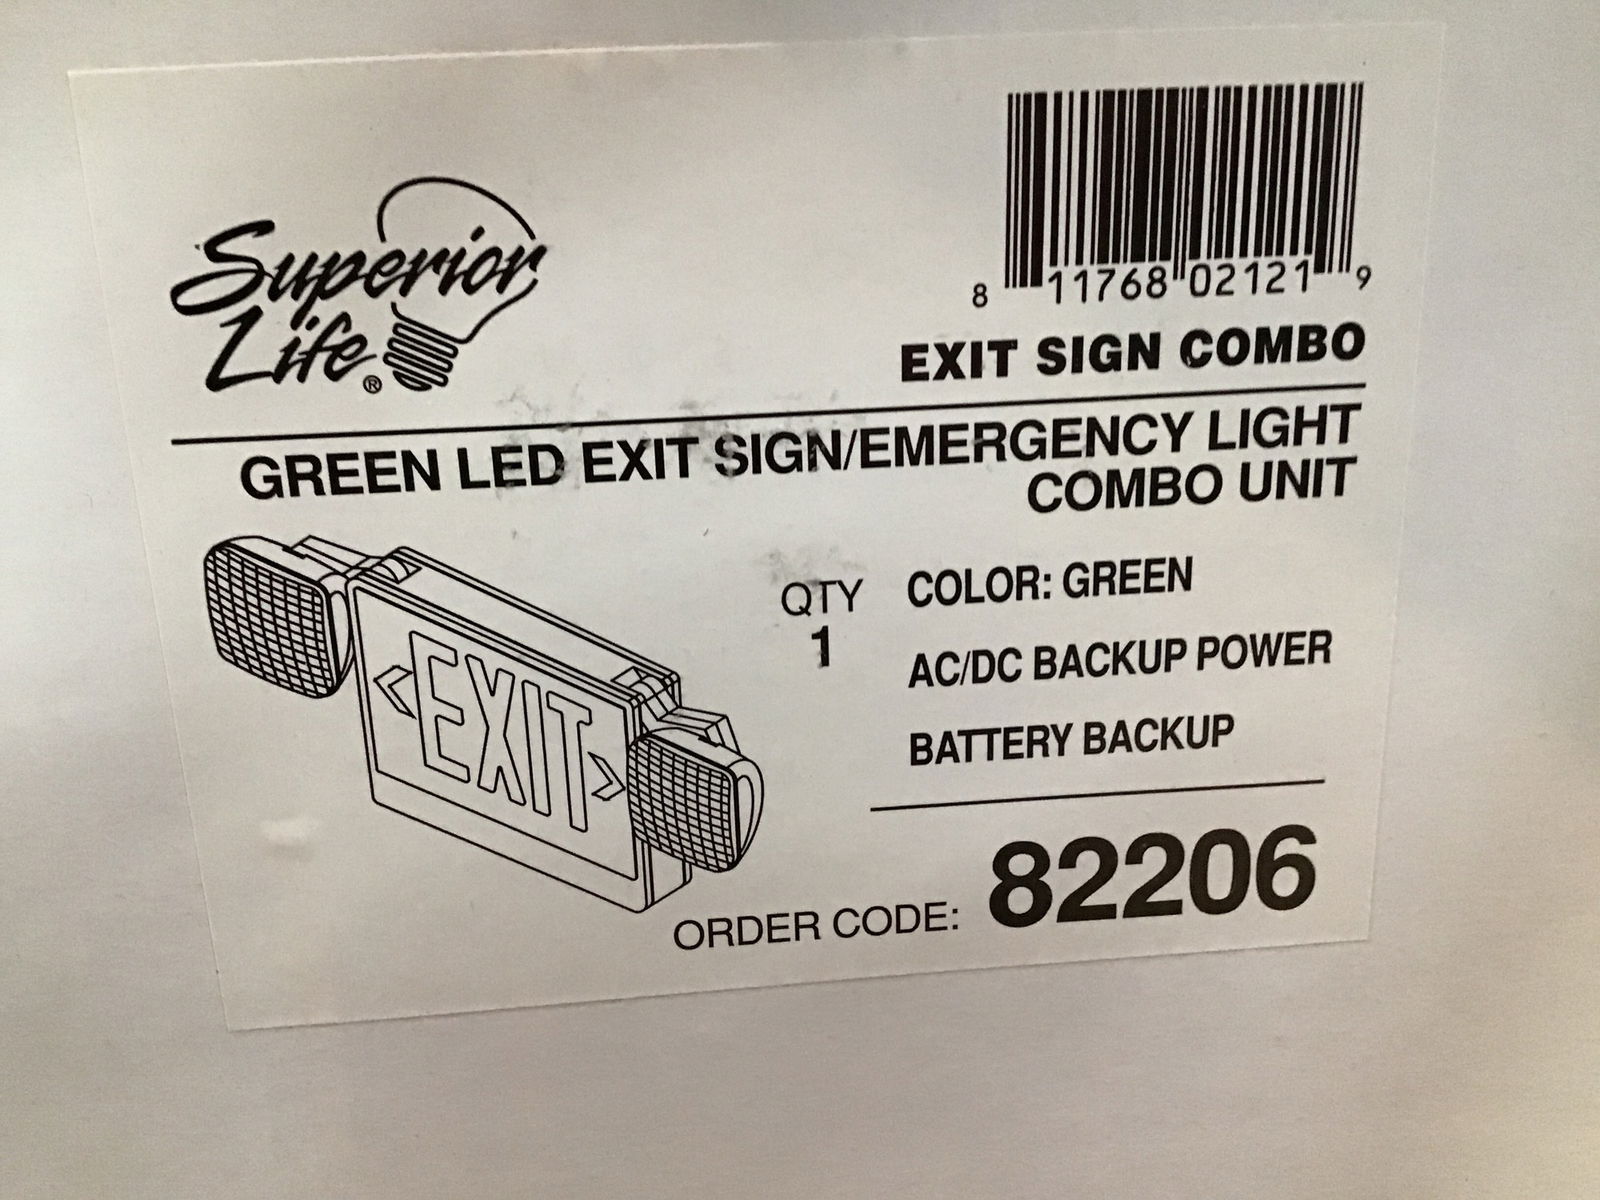 Superior
Life®
8 11768 02121 9
EXIT SIGN COMBO
GREEN LED EXIT SIGN/EMERGENCY LIGHT
COMBO UNIT
EXIT
QTY
1
COLOR: GREEN
AC/DC BACKUP POWER
BATTERY BACKUP
ORDER CODE: 82206